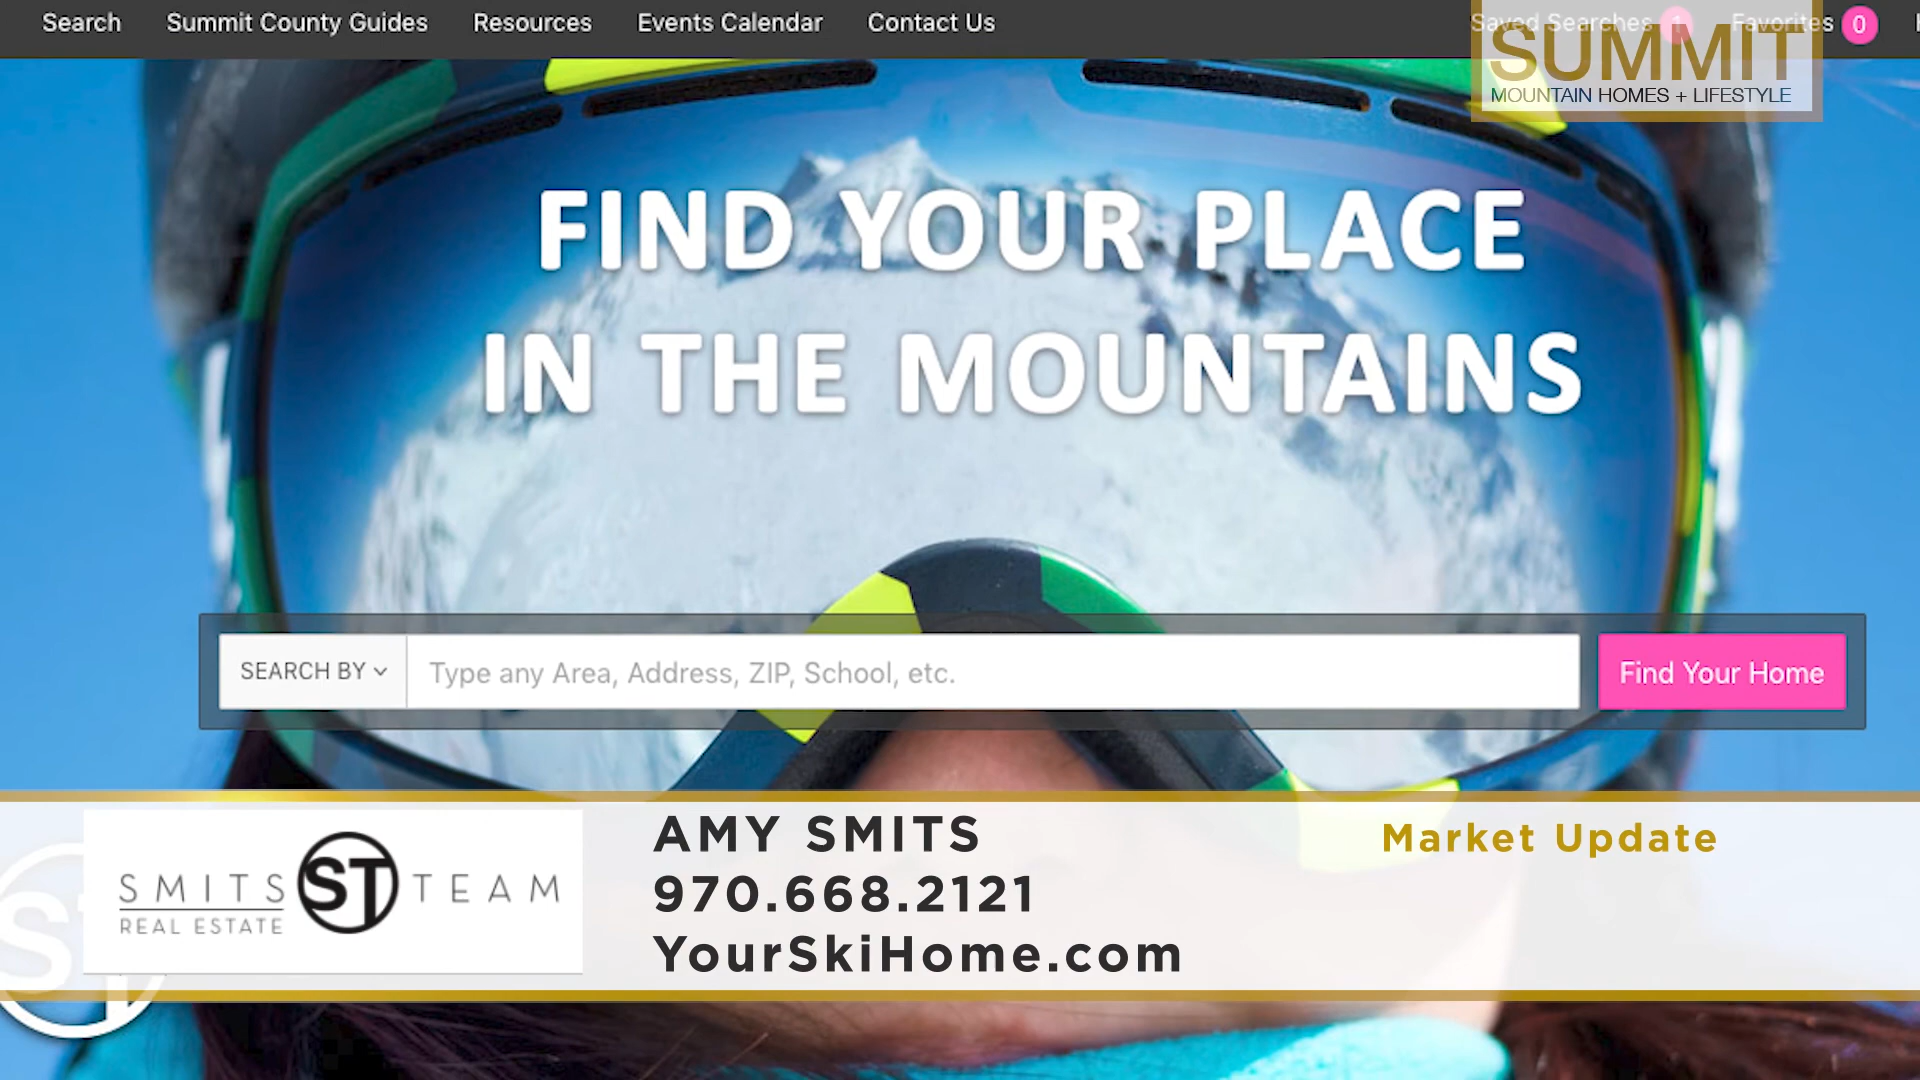 Search
Summit County Guides
Resources
Events Calendar
Contact Us
Saved Searches 1
Favorites 0
SUMMIT
MOUNTAIN HOMES + LIFESTYLE
FIND YOUR PLACE
IN THE MOUNTAINS
SEARCH BY
Type any Area, Address, ZIP, School, etc.
Find Your Home
SMITS ST TEAM
REAL ESTATE
AMY SMITS
970.668.2121
YourSkiHome.com
Market Update